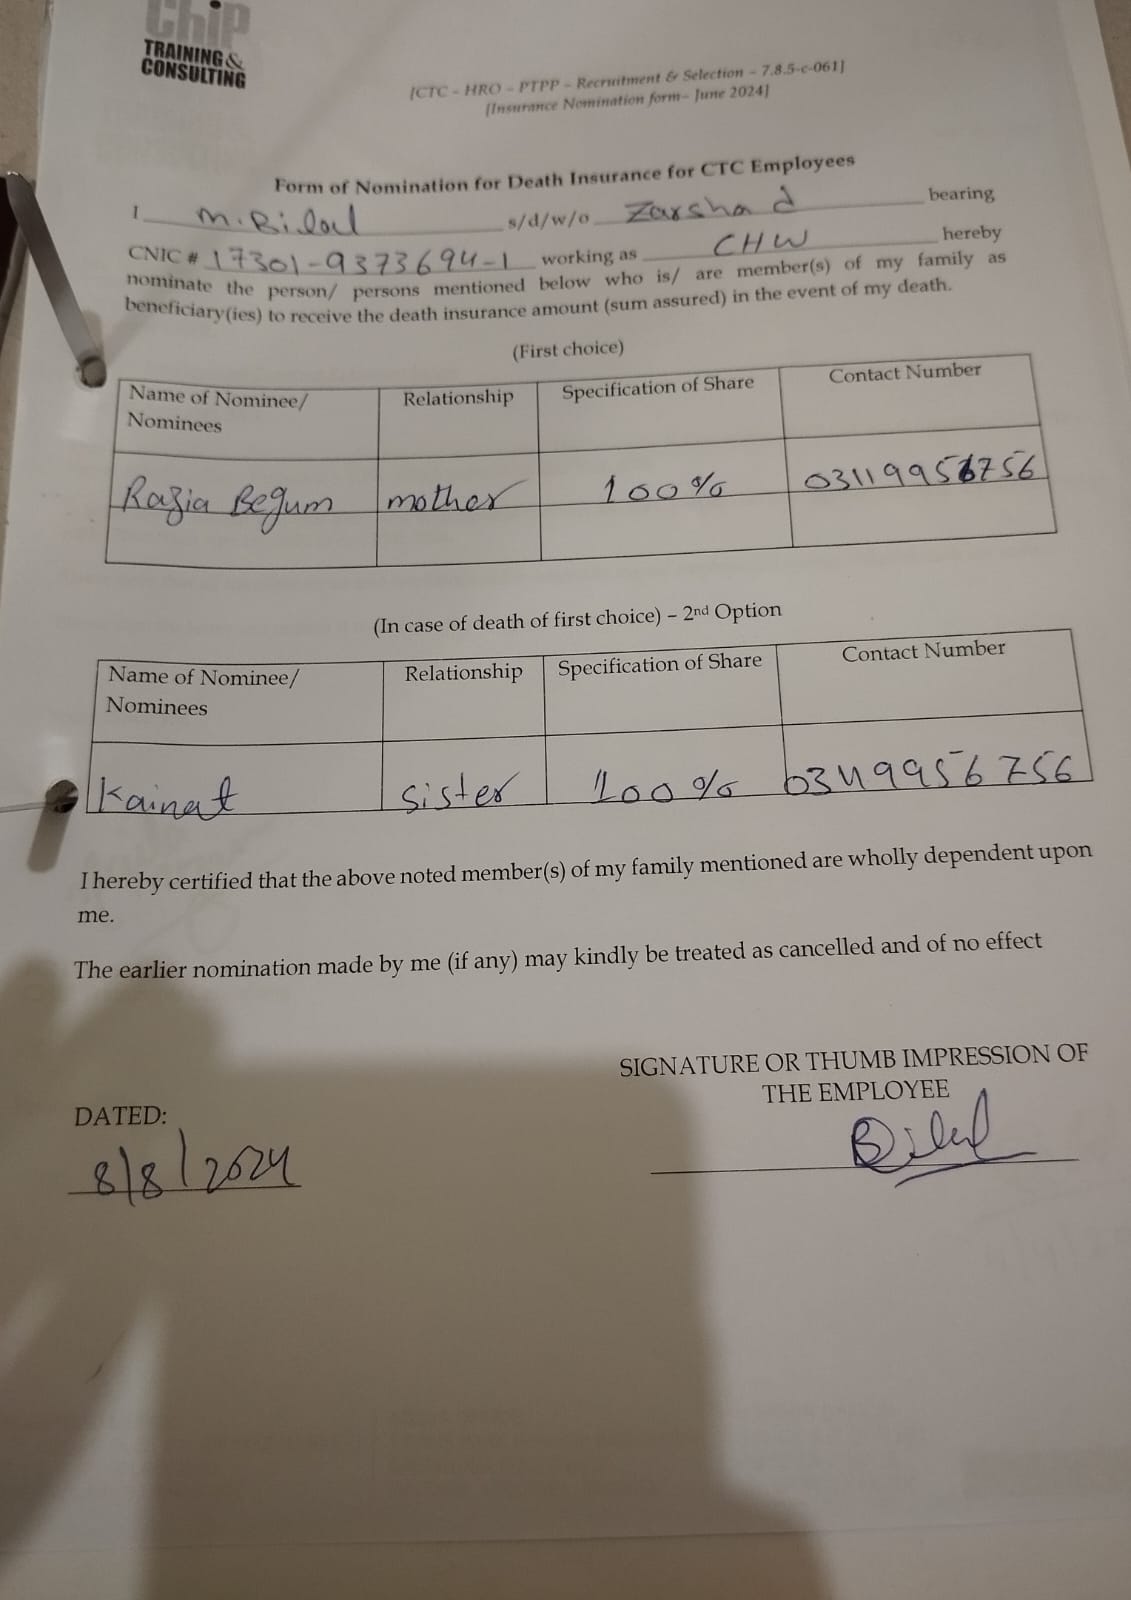 Chip
TRAINING &
CONSULTING
[CTC - HRO - PTPP - Recruitment & Selection - 7.8.5-c-061]
[Insurance Nomination form- June 2024]
Form of Nomination for Death Insurance for CTC Employees
I M. Bilal s/d/w/o Zarshad bearing
CNIC # 17301-9373694-1 working as CHW hereby
nominate the person/ persons mentioned below who is/ are member(s) of my family as
beneficiary(ies) to receive the death insurance amount (sum assured) in the event of my death.
(First choice)
Name of Nominee/ Relationship Specification of Share Contact Number
Nominees
Razia Begum mother 100% 03119956756
(In case of death of first choice) – 2nd Option
Name of Nominee/ Relationship Specification of Share Contact Number
Nominees
Kainat sister 100% 03119956756
I hereby certified that the above noted member(s) of my family mentioned are wholly dependent upon
me.
The earlier nomination made by me (if any) may kindly be treated as cancelled and of no effect
SIGNATURE OR THUMB IMPRESSION OF
THE EMPLOYEE
DATED:
Bilal
8/8/2024